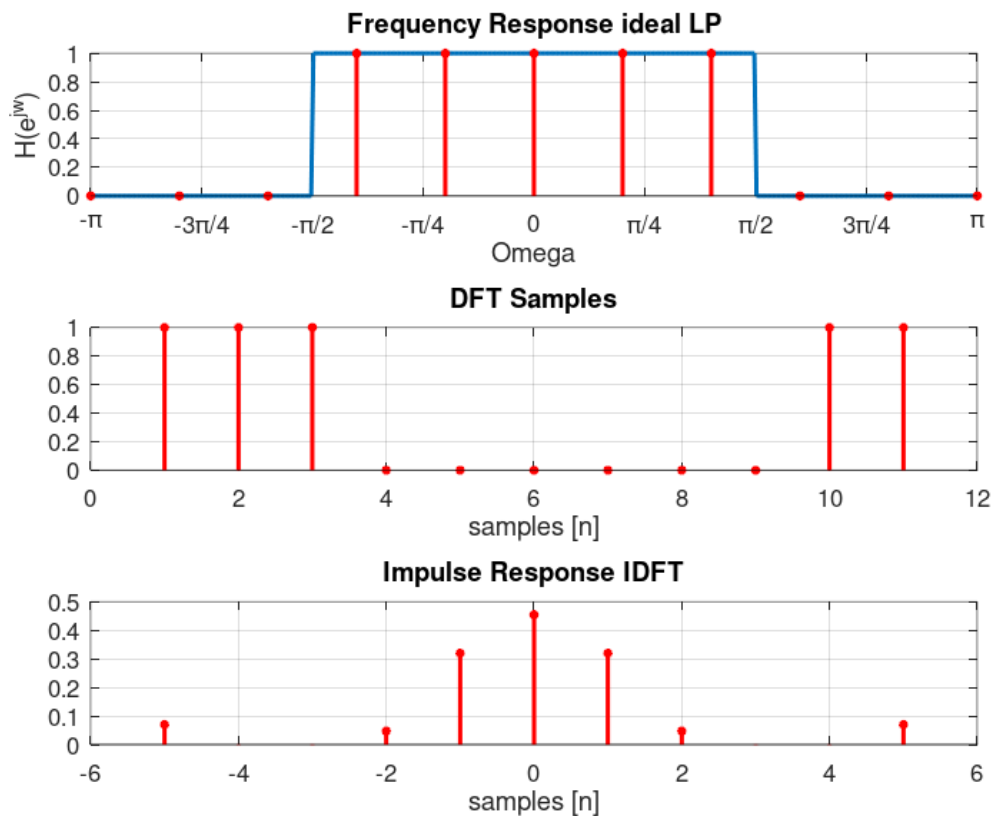 Frequency Response ideal LP
H(e^jw)
1
0.8
0.6
0.4
0.2
0
-π -3π/4 -π/2 -π/4 0 π/4 π/2 3π/4 π
Omega
DFT Samples
1
0.8
0.6
0.4
0.2
0
0 2 4 6 8 10 12
samples [n]
Impulse Response IDFT
0.5
0.4
0.3
0.2
0.1
0
-6 -4 -2 0 2 4 6
samples [n]